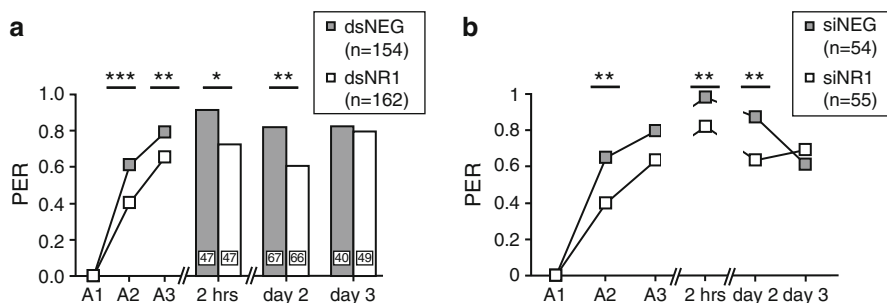 a
dsNEG
(n=154)
dsNR1
(n=162)
*** ** * **
PER
0.8
0.6
0.4
0.2
0.0
47 47 67 66 40 49
A1 A2 A3 2 hrs day 2 day 3
b
siNEG
(n=54)
siNR1
(n=55)
** ** **
PER
1
0.8
0.6
0.4
0.2
0
A1 A2 A3 2 hrs day 2 day 3